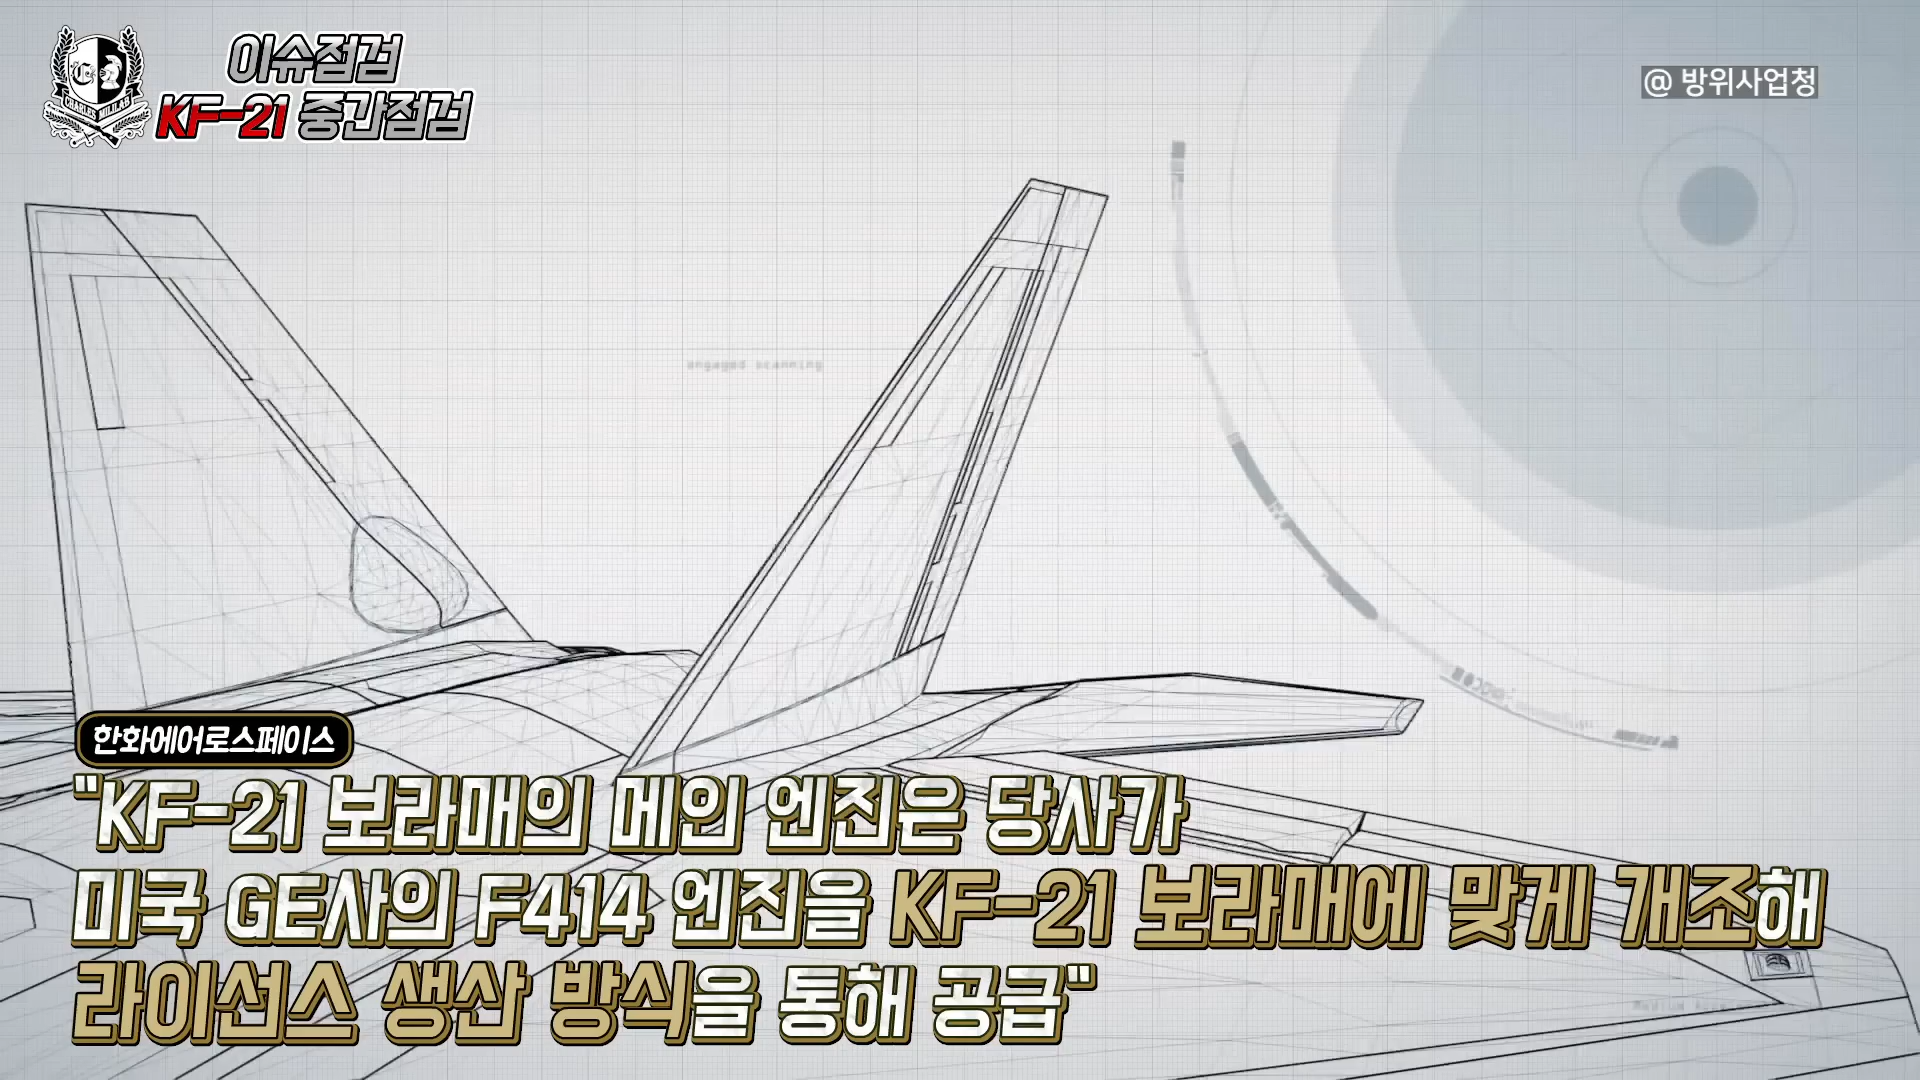 이슈점검
KF-21 중간점검
CHARLES MILILAB
@ 방위사업청
한화에어로스페이스
"KF-21 보라매의 메인 엔진은 당사가
미국 GE사의 F414 엔진을 KF-21 보라매에 맞게 개조해
라이선스 생산 방식을 통해 공급"